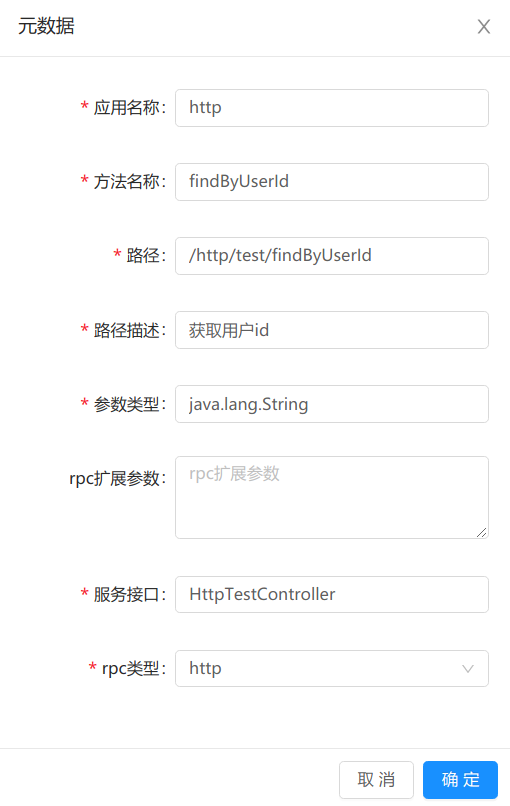 元数据
* 应用名称: http
* 方法名称: findByUserId
* 路径: /http/test/findByUserId
* 路径描述: 获取用户id
* 参数类型: java.lang.String
rpc扩展参数: rpc扩展参数
* 服务接口: HttpTestController
* rpc类型: http
取 消 确 定